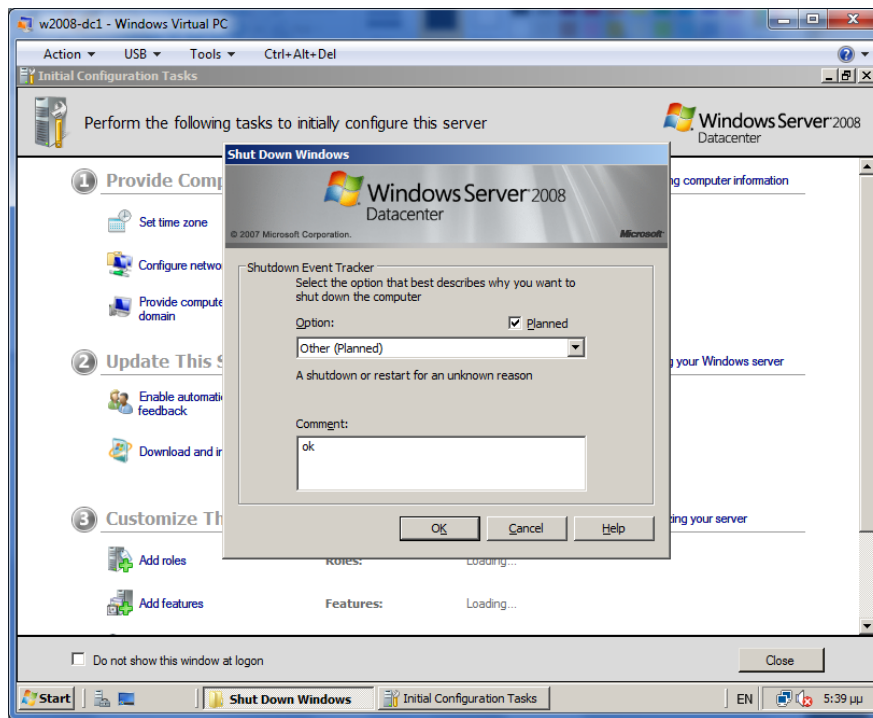 w2008-dc1 - Windows Virtual PC
Action USB Tools Ctrl+Alt+Del
Initial Configuration Tasks
Perform the following tasks to initially configure this server
Windows Server 2008
Datacenter
Shut Down Windows
Windows Server 2008
Datacenter
© 2007 Microsoft Corporation.
Microsoft
Shutdown Event Tracker
Select the option that best describes why you want to
shut down the computer
Option:
Planned
Other (Planned)
A shutdown or restart for an unknown reason
Comment:
ok
OK Cancel Help
1 Provide Comp
computer information
Set time zone
Configure netwo
Provide compute
domain
2 Update This S
your Windows server
Enable automati
feedback
Download and in
3 Customize Th
zing your server
Add roles
Roles: Loading...
Add features
Features: Loading...
Do not show this window at logon
Close
Start
Shut Down Windows
Initial Configuration Tasks
EN
5:39 μμ